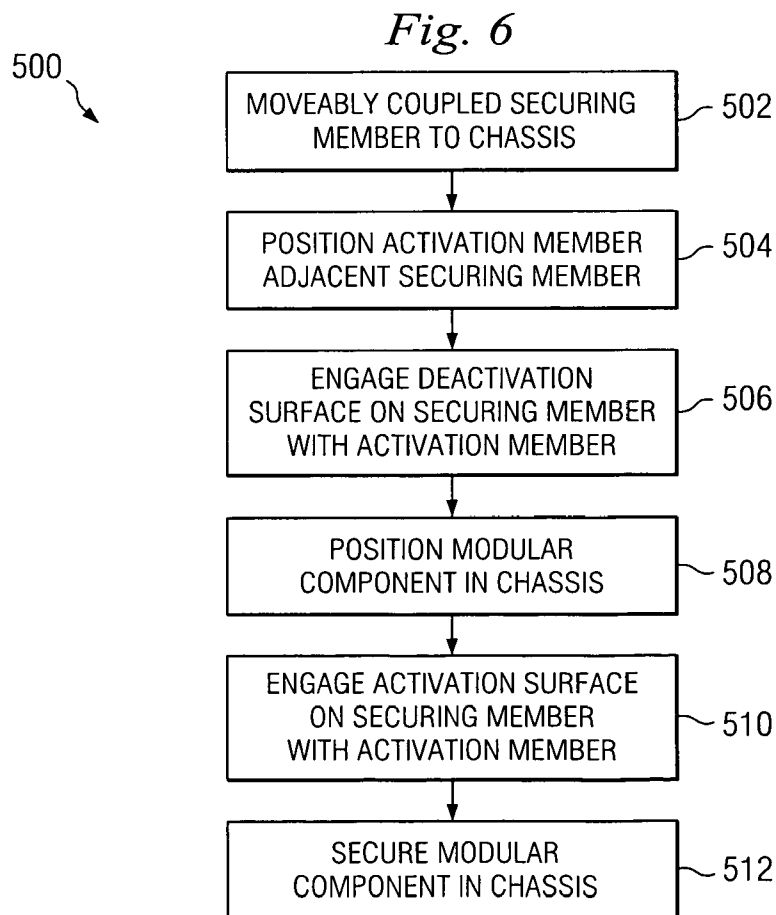 Fig. 6
500
MOVEABLY COUPLED SECURING
MEMBER TO CHASSIS
502
POSITION ACTIVATION MEMBER
ADJACENT SECURING MEMBER
504
ENGAGE DEACTIVATION
SURFACE ON SECURING MEMBER
WITH ACTIVATION MEMBER
506
POSITION MODULAR
COMPONENT IN CHASSIS
508
ENGAGE ACTIVATION SURFACE
ON SECURING MEMBER
WITH ACTIVATION MEMBER
510
SECURE MODULAR
COMPONENT IN CHASSIS
512